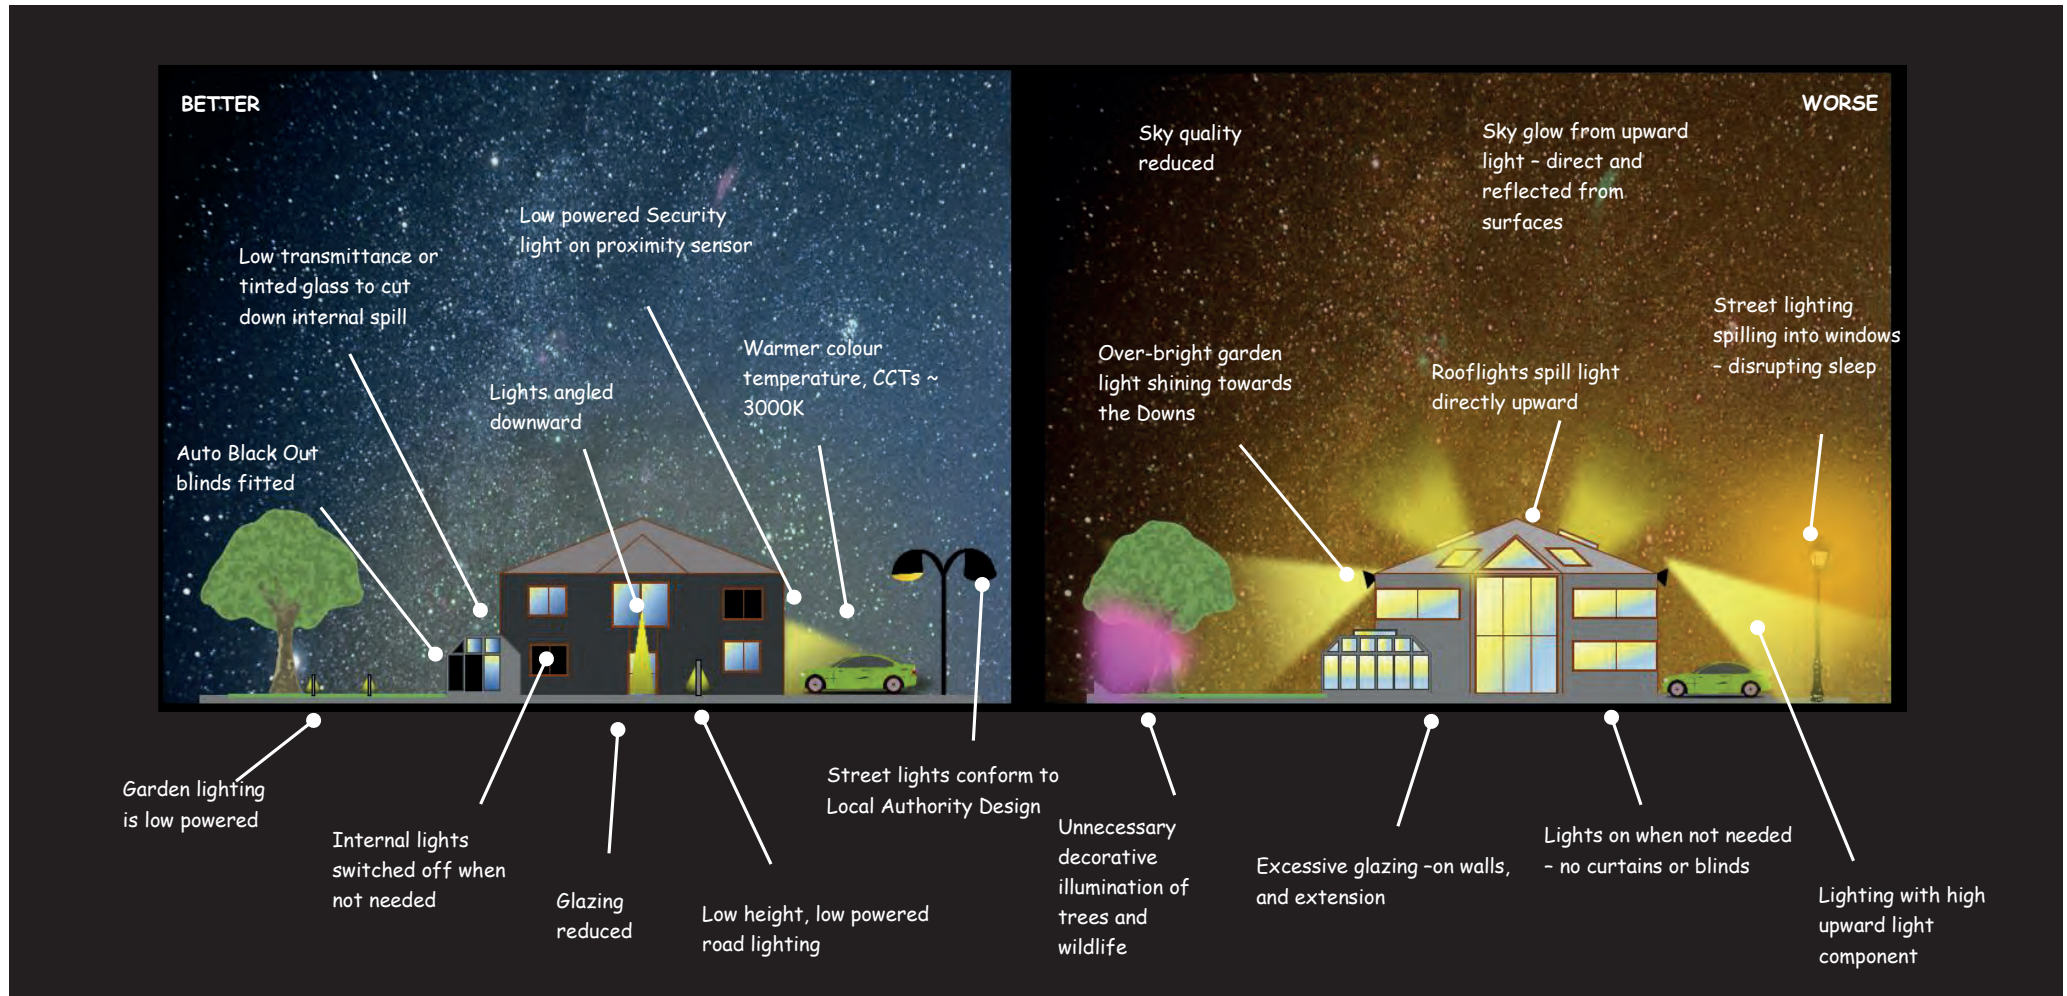 BETTER
Low powered Security
light on proximity sensor
Low transmittance or
tinted glass to cut
down internal spill
Warmer colour
temperature, CCTs ~
3000K
Lights angled
downward
Auto Black Out
blinds fitted
Garden lighting
is low powered
Internal lights
switched off when
not needed
Glazing
reduced
Low height, low powered
road lighting
Street lights conform to
Local Authority Design
WORSE
Sky quality
reduced
Sky glow from upward
light – direct and
reflected from
surfaces
Street lighting
spilling into windows
– disrupting sleep
Over-bright garden
light shining towards
the Downs
Rooflights spill light
directly upward
Unnecessary
decorative
illumination of
trees and
wildlife
Excessive glazing –on walls,
and extension
Lights on when not needed
– no curtains or blinds
Lighting with high
upward light
component